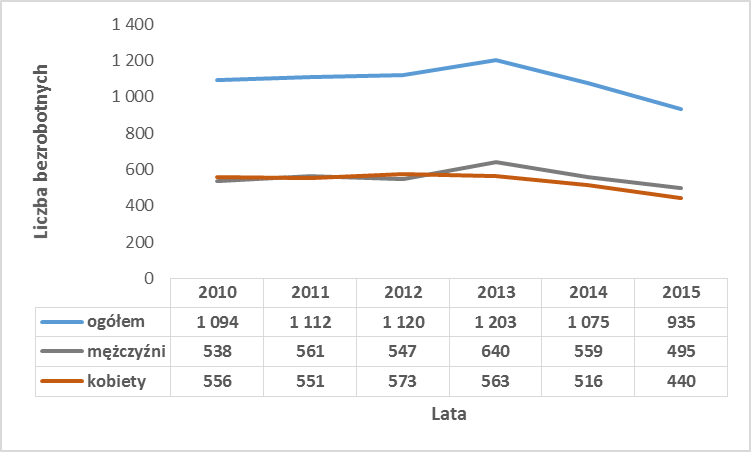 Liczba bezrobotnych
1 400
1 200
1 000
800
600
400
200
0
2010 2011 2012 2013 2014 2015
ogółem 1 094 1 112 1 120 1 203 1 075 935
mężczyźni 538 561 547 640 559 495
kobiety 556 551 573 563 516 440
Lata